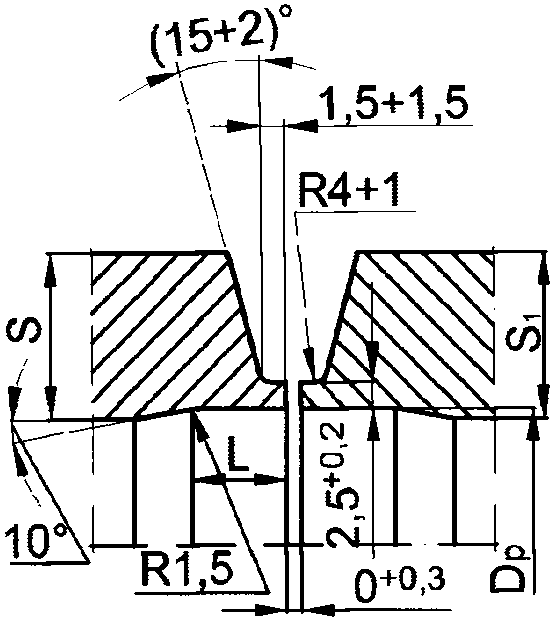 (15+2)°
1,5+1,5
R4+1
S
S₁
L
2,5+0,2
10°
R1,5
0+0,3
Dр